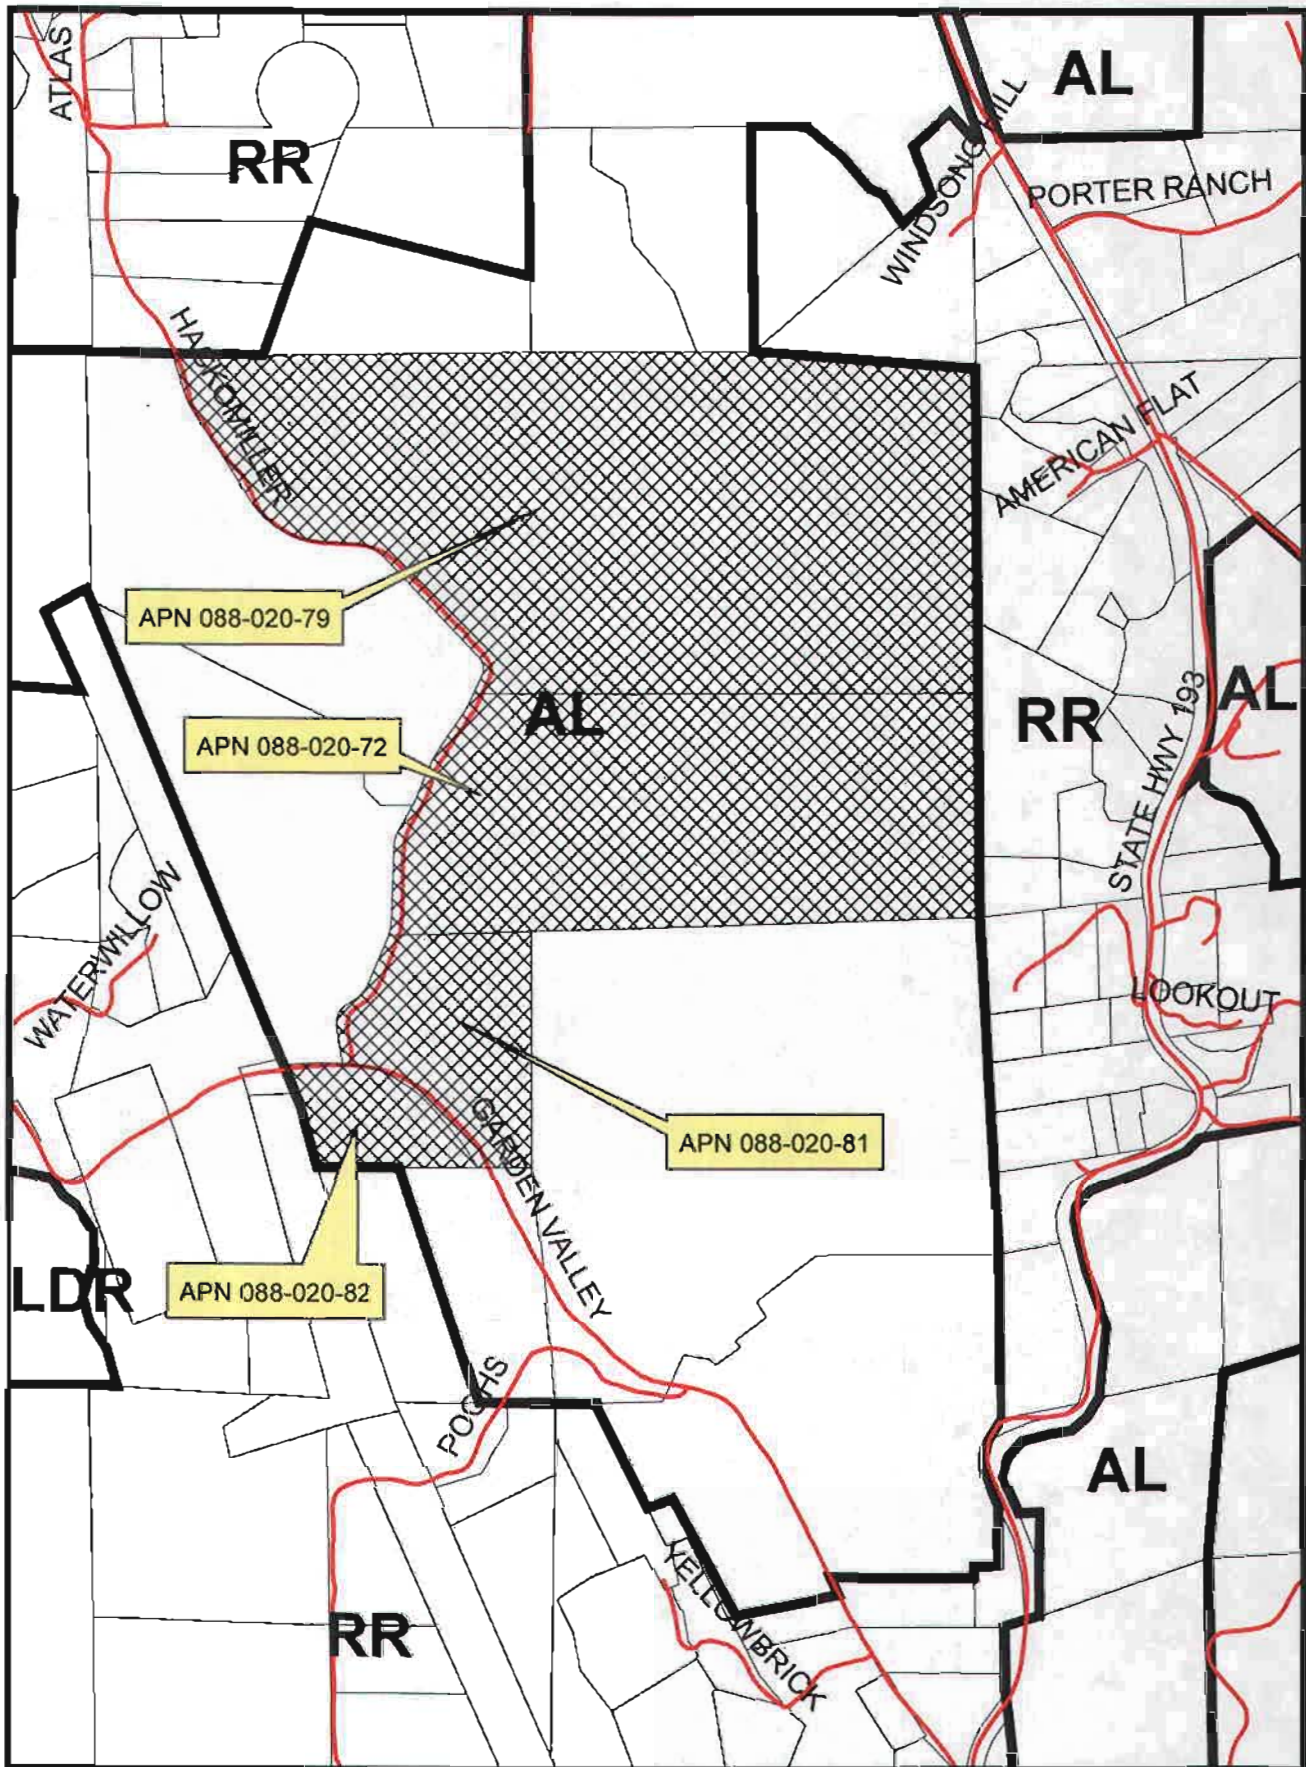 ATLAS
AL
RR
WINDSONG HILL
PORTER RANCH
HACKOMILLER
AMERICAN FLAT
APN 088-020-79
AL
RR
AL
APN 088-020-72
STATE HWY 193
WATERWILLOW
LOOKOUT
GARDEN VALLEY
APN 088-020-81
LDR
APN 088-020-82
POCHS
AL
YELLOWBRICK
RR